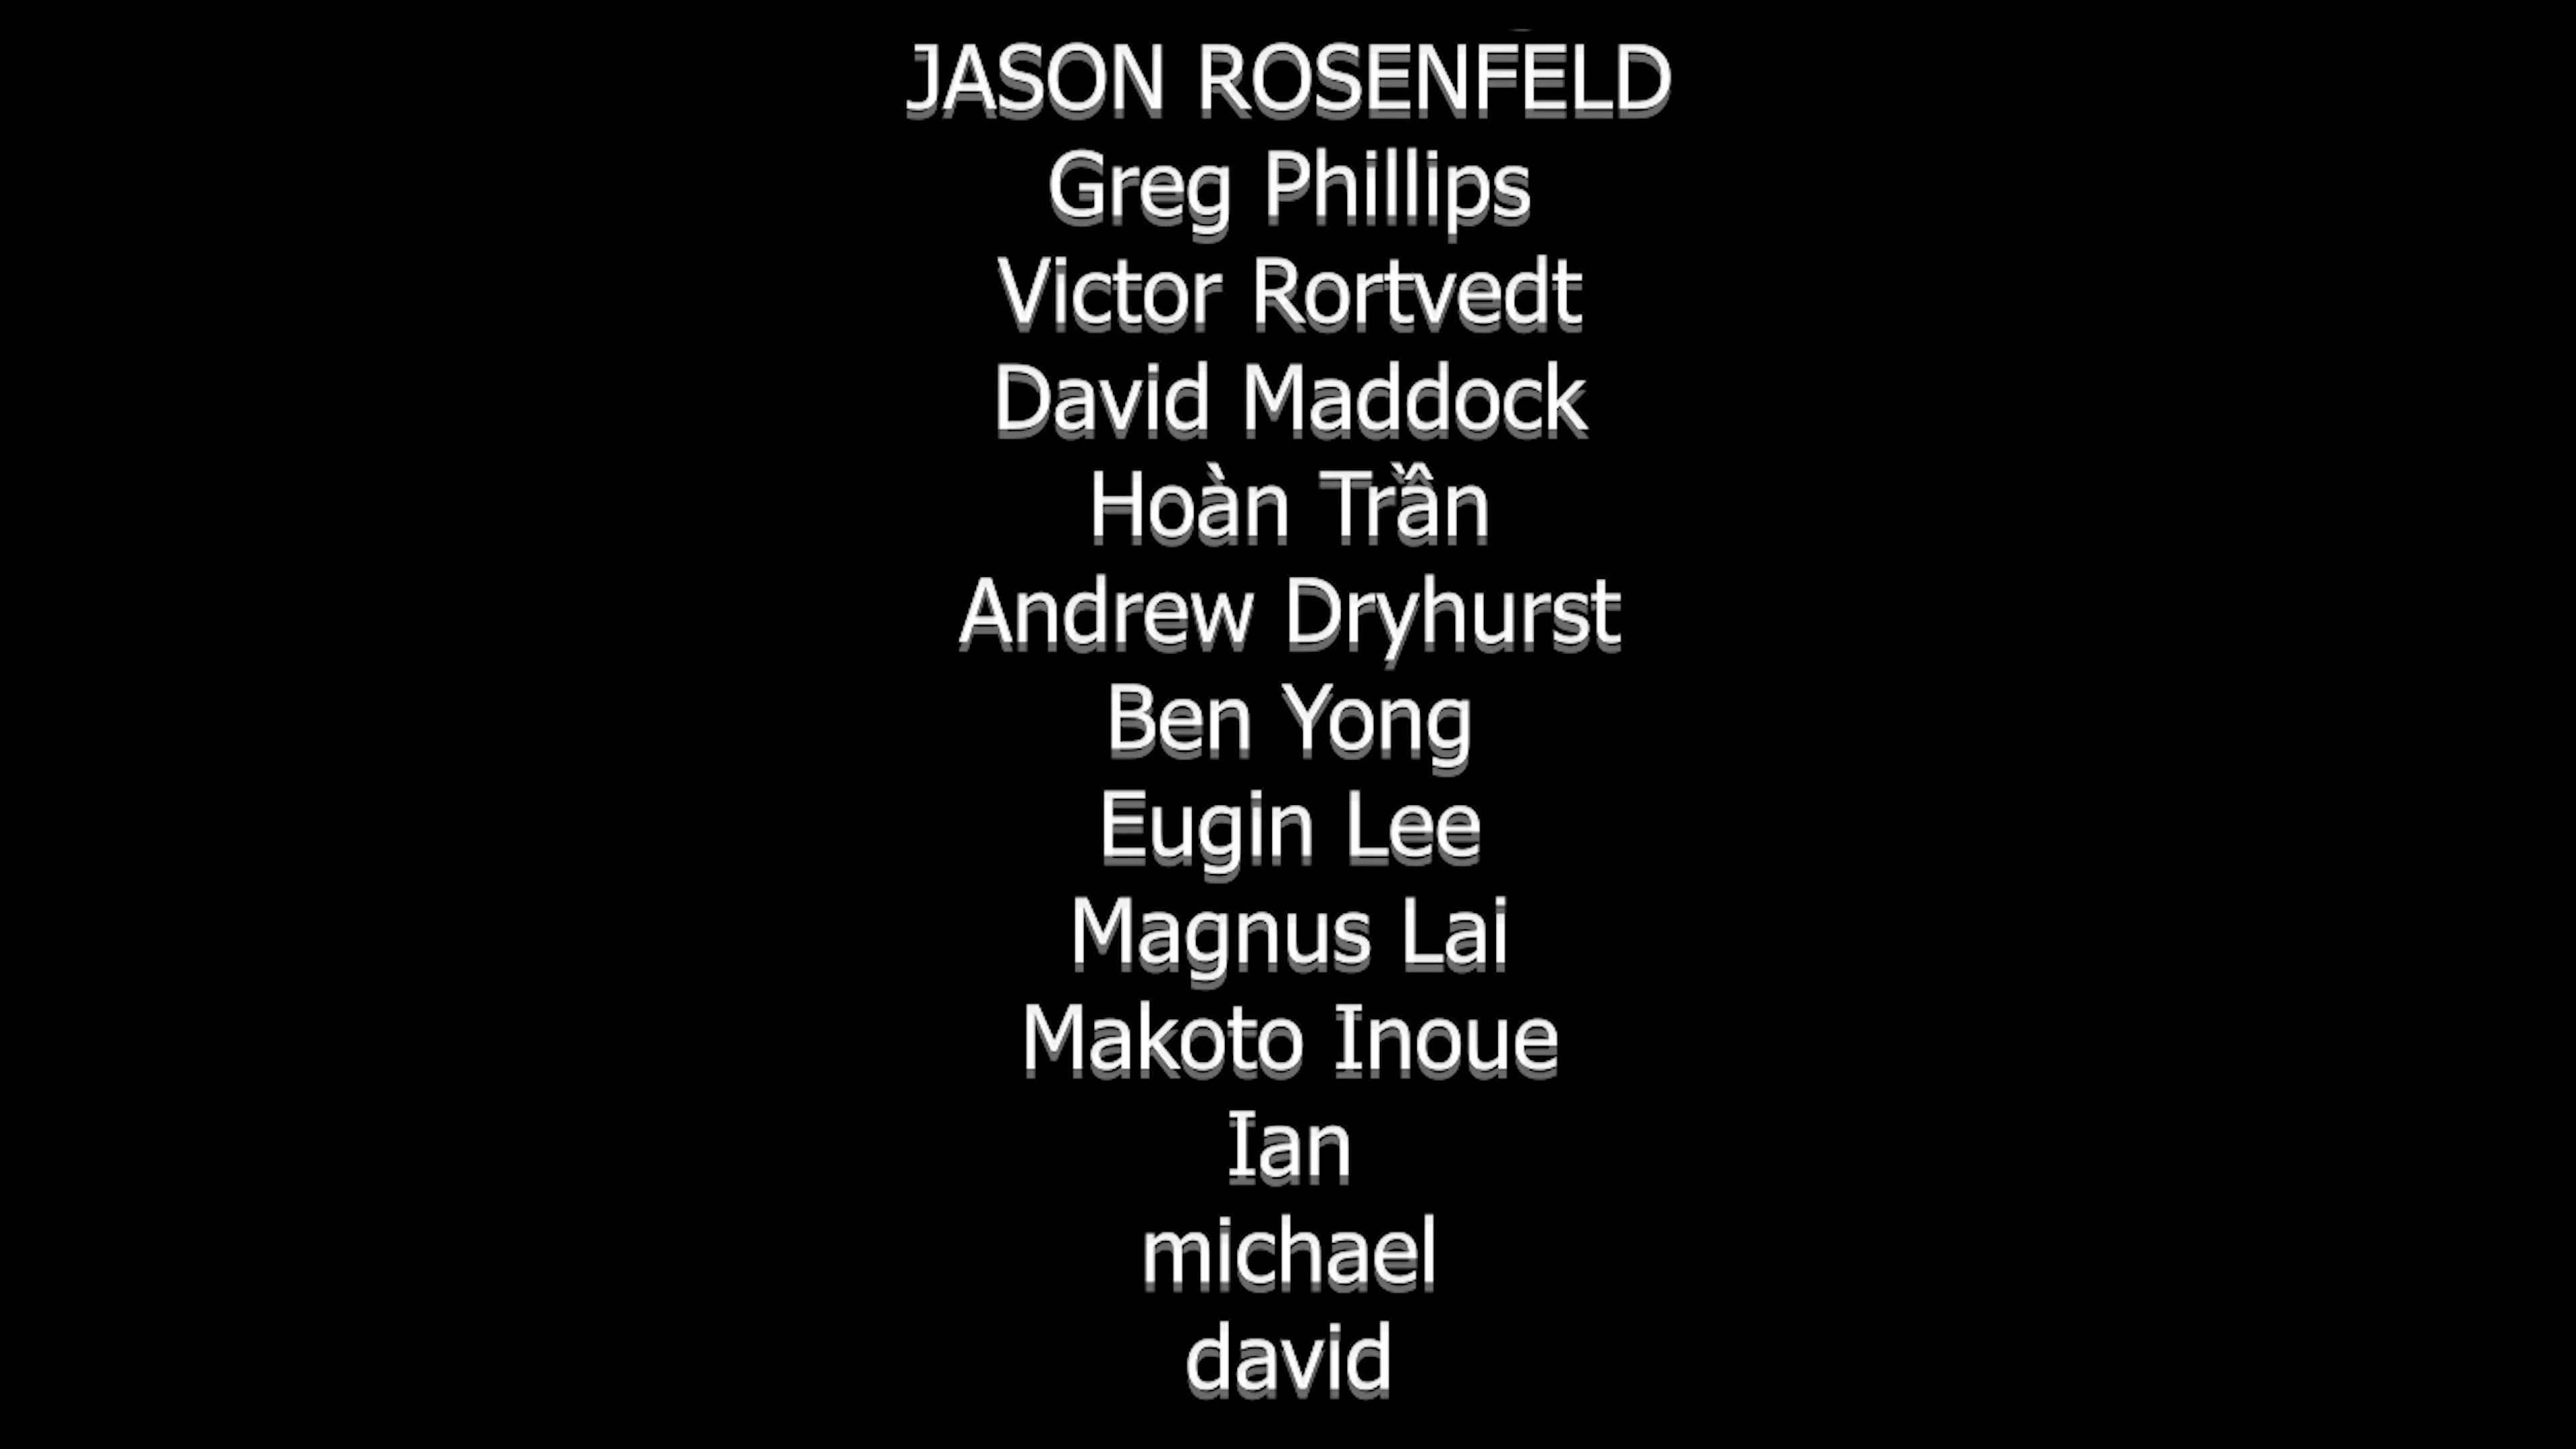 JASON ROSENFELD
Greg Phillips
Victor Rortvedt
David Maddock
Hoàn Trần
Andrew Dryhurst
Ben Yong
Eugin Lee
Magnus Lai
Makoto Inoue
Ian
michael
david